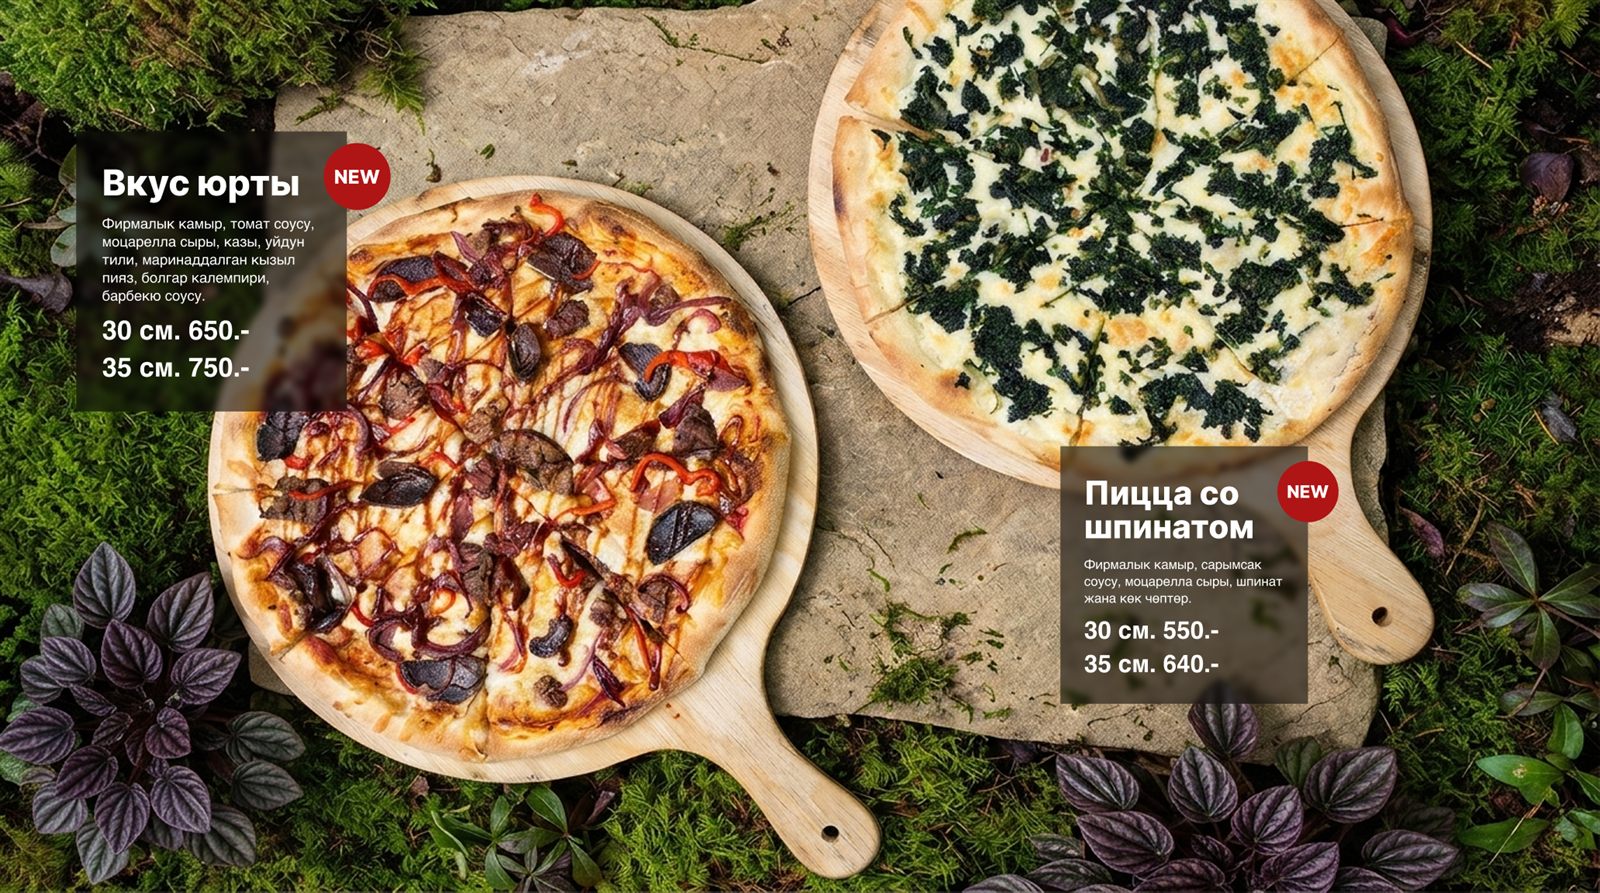 Вкус юрты
NEW
Фирмалык камыр, томат соусу,
моцарелла сыры, казы, уйдун
тили, маринаддалган кызыл
пияз, болгар калемпири,
барбекю соусу.
30 см. 650.-
35 см. 750.-
Пицца со
шпинатом
NEW
Фирмалык камыр, сарымсак
соусу, моцарелла сыры, шпинат
жана көк чөптөр.
30 см. 550.-
35 см. 640.-